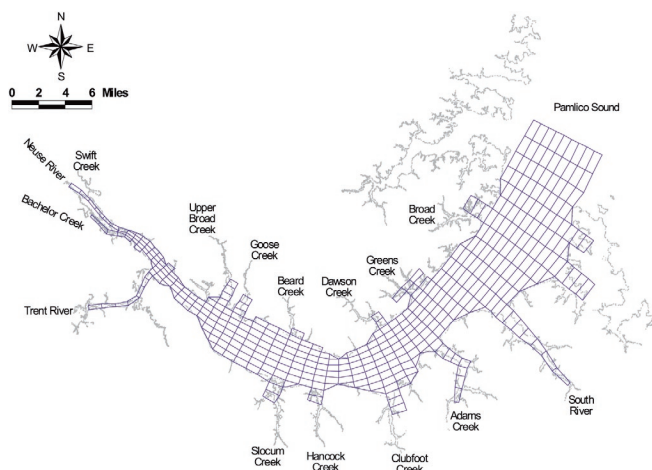 N
W E
S
0 2 4 6 Miles
Pamlico Sound
Neuse River
Swift
Creek
Bachelor Creek
Upper
Broad
Creek
Goose
Creek
Broad
Creek
Greens
Creek
Beard
Creek
Dawson
Creek
Trent River
South
River
Adams
Creek
Slocum
Creek
Hancock
Creek
Clubfoot
Creek